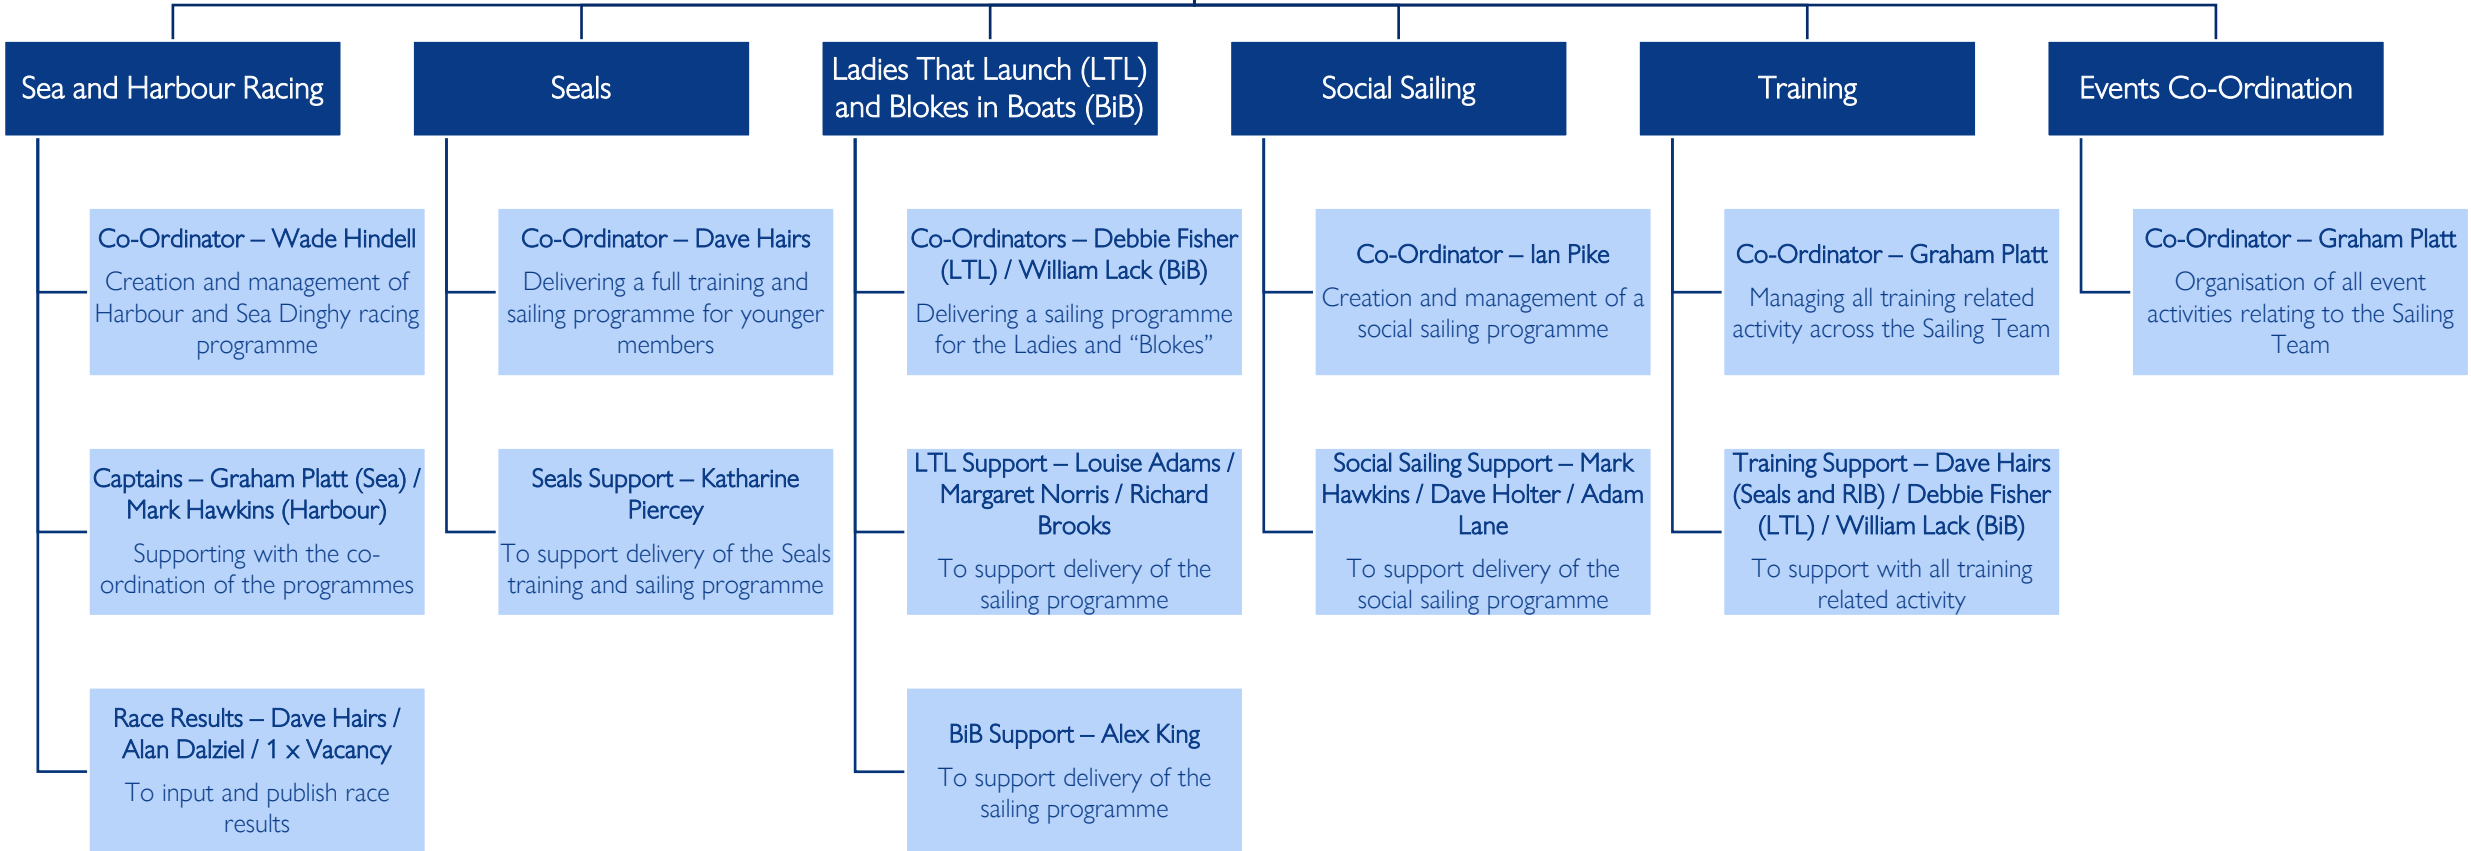 Sea and Harbour Racing
Co-Ordinator – Wade Hindell
Creation and management of
Harbour and Sea Dinghy racing
programme
Captains – Graham Platt (Sea) /
Mark Hawkins (Harbour)
Supporting with the co-
ordination of the programmes
Race Results – Dave Hairs /
Alan Dalziel / 1 x Vacancy
To input and publish race
results
Seals
Co-Ordinator – Dave Hairs
Delivering a full training and
sailing programme for younger
members
Seals Support – Katharine
Piercey
To support delivery of the Seals
training and sailing programme
Ladies That Launch (LTL)
and Blokes in Boats (BiB)
Co-Ordinators – Debbie Fisher
(LTL) / William Lack (BiB)
Delivering a sailing programme
for the Ladies and “Blokes”
LTL Support – Louise Adams /
Margaret Norris / Richard
Brooks
To support delivery of the
sailing programme
BiB Support – Alex King
To support delivery of the
sailing programme
Social Sailing
Co-Ordinator – Ian Pike
Creation and management of a
social sailing programme
Social Sailing Support – Mark
Hawkins / Dave Holter / Adam
Lane
To support delivery of the
social sailing programme
Training
Co-Ordinator – Graham Platt
Managing all training related
activity across the Sailing Team
Training Support – Dave Hairs
(Seals and RIB) / Debbie Fisher
(LTL) / William Lack (BiB)
To support with all training
related activity
Events Co-Ordination
Co-Ordinator – Graham Platt
Organisation of all event
activities relating to the Sailing
Team